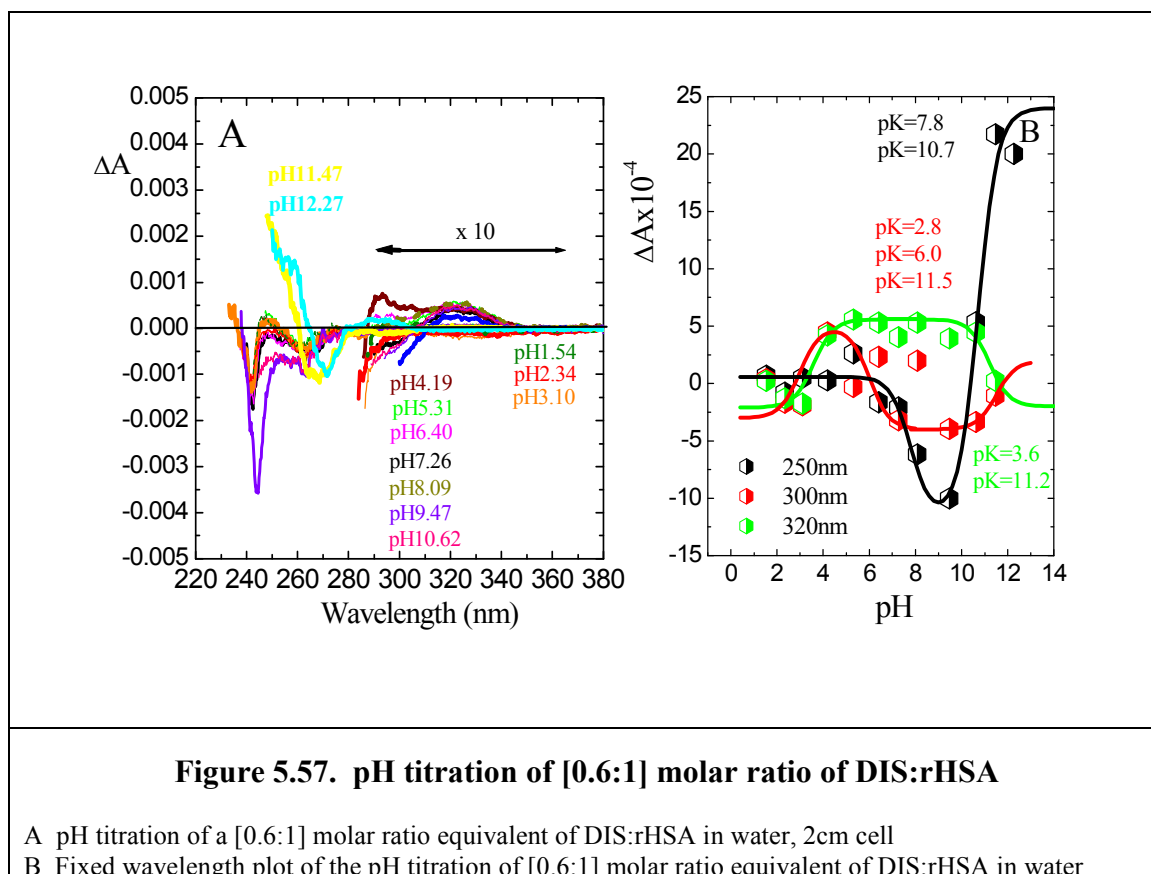 A
ΔA
0.005
0.004
0.003
0.002
0.001
0.000
-0.001
-0.002
-0.003
-0.004
-0.005
pH11.47
pH12.27
x 10
pH1.54
pH2.34
pH3.10
pH4.19
pH5.31
pH6.40
pH7.26
pH8.09
pH9.47
pH10.62
220 240 260 280 300 320 340 360 380
Wavelength (nm)
B
ΔAx10-4
25
20
15
10
5
0
-5
-10
-15
pK=7.8
pK=10.7
pK=2.8
pK=6.0
pK=11.5
pK=3.6
pK=11.2
250nm
300nm
320nm
0 2 4 6 8 10 12 14
pH
Figure 5.57. pH titration of [0.6:1] molar ratio of DIS:rHSA
A pH titration of a [0.6:1] molar ratio equivalent of DIS:rHSA in water, 2cm cell
B Fixed wavelength plot of the pH titration of [0.6:1] molar ratio equivalent of DIS:rHSA in water